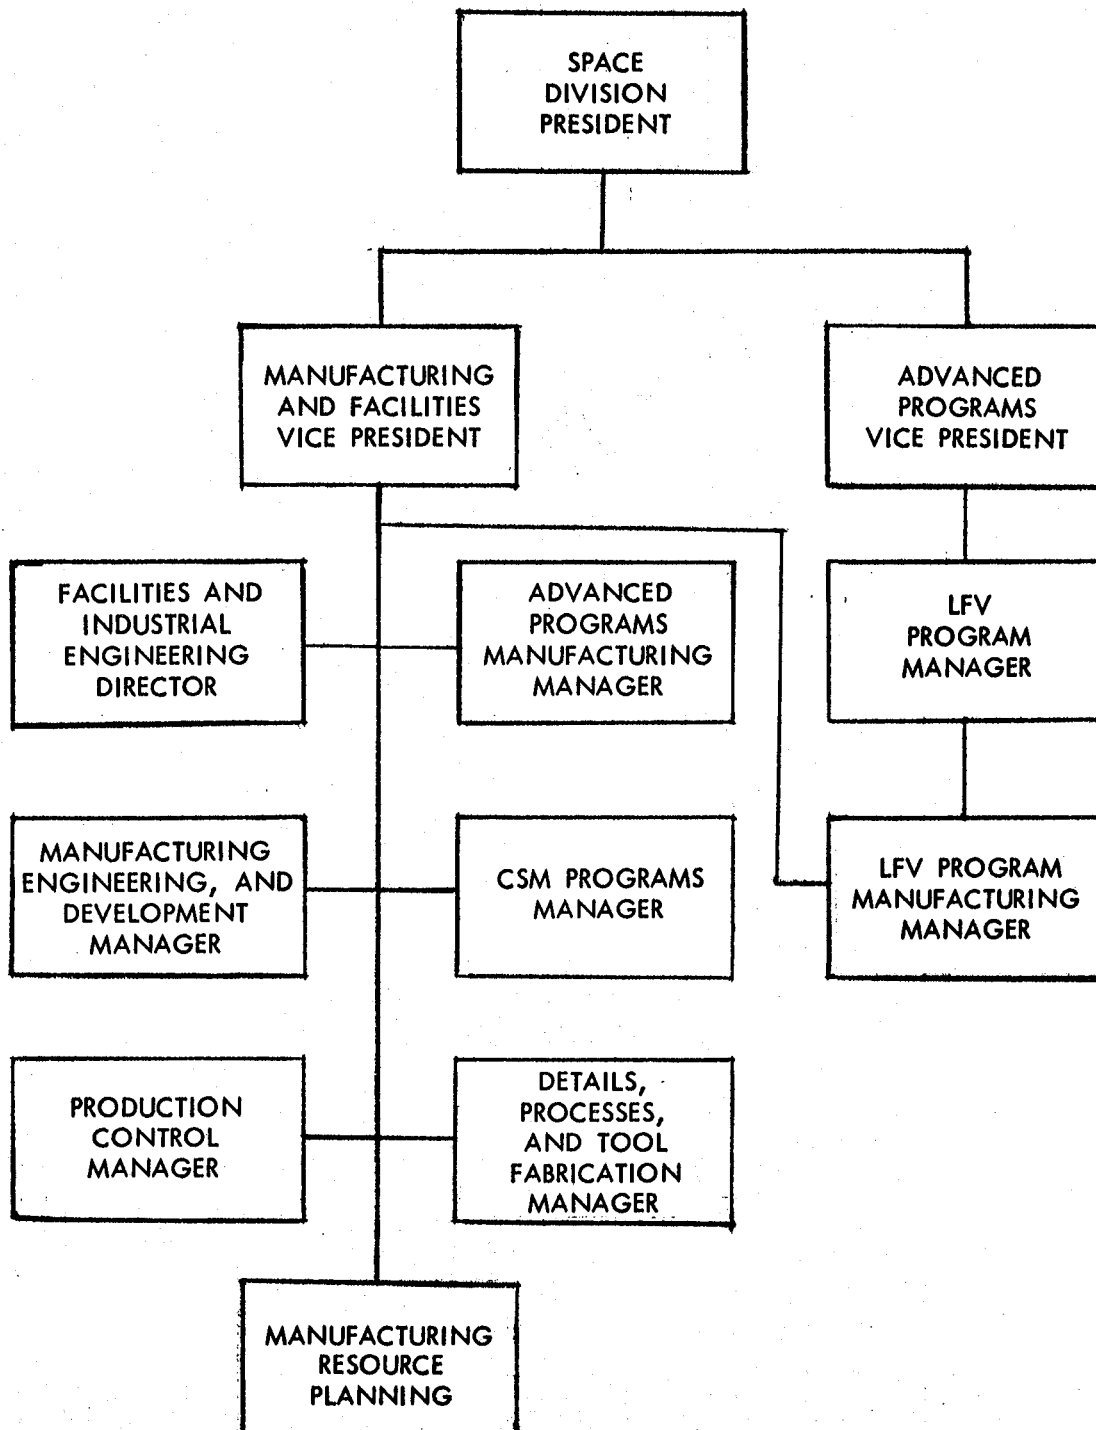 SPACE
DIVISION
PRESIDENT
MANUFACTURING
AND FACILITIES
VICE PRESIDENT
ADVANCED
PROGRAMS
VICE PRESIDENT
FACILITIES AND
INDUSTRIAL
ENGINEERING
DIRECTOR
ADVANCED
PROGRAMS
MANUFACTURING
MANAGER
LFV
PROGRAM
MANAGER
MANUFACTURING
ENGINEERING, AND
DEVELOPMENT
MANAGER
CSM PROGRAMS
MANAGER
LFV PROGRAM
MANUFACTURING
MANAGER
PRODUCTION
CONTROL
MANAGER
DETAILS,
PROCESSES,
AND TOOL
FABRICATION
MANAGER
MANUFACTURING
RESOURCE
PLANNING